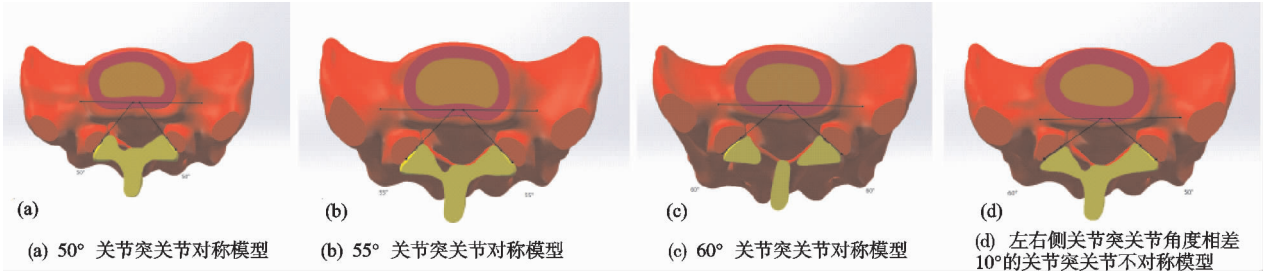 50°
50°
(a)
(a) 50° 关节突关节对称模型
55°
55°
(b)
(b) 55° 关节突关节对称模型
60°
60°
(c)
(c) 60° 关节突关节对称模型
60°
50°
(d)
(d) 左右侧关节突关节角度相差
10°的关节突关节不对称模型